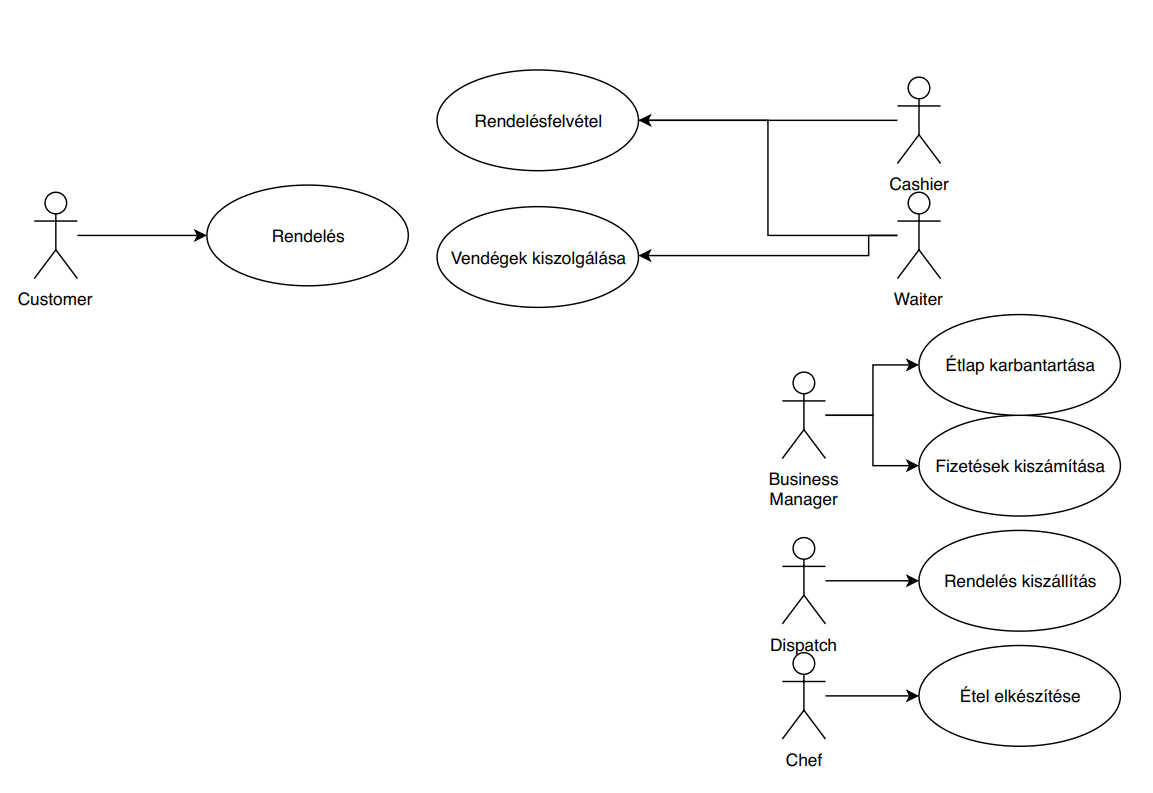 Rendelésfelvétel
Cashier
Rendelés
Vendégek kiszolgálása
Customer
Waiter
Étlap karbantartása
Fizetések kiszámítása
Business
Manager
Rendelés kiszállítás
Dispatch
Étel elkészítése
Chef